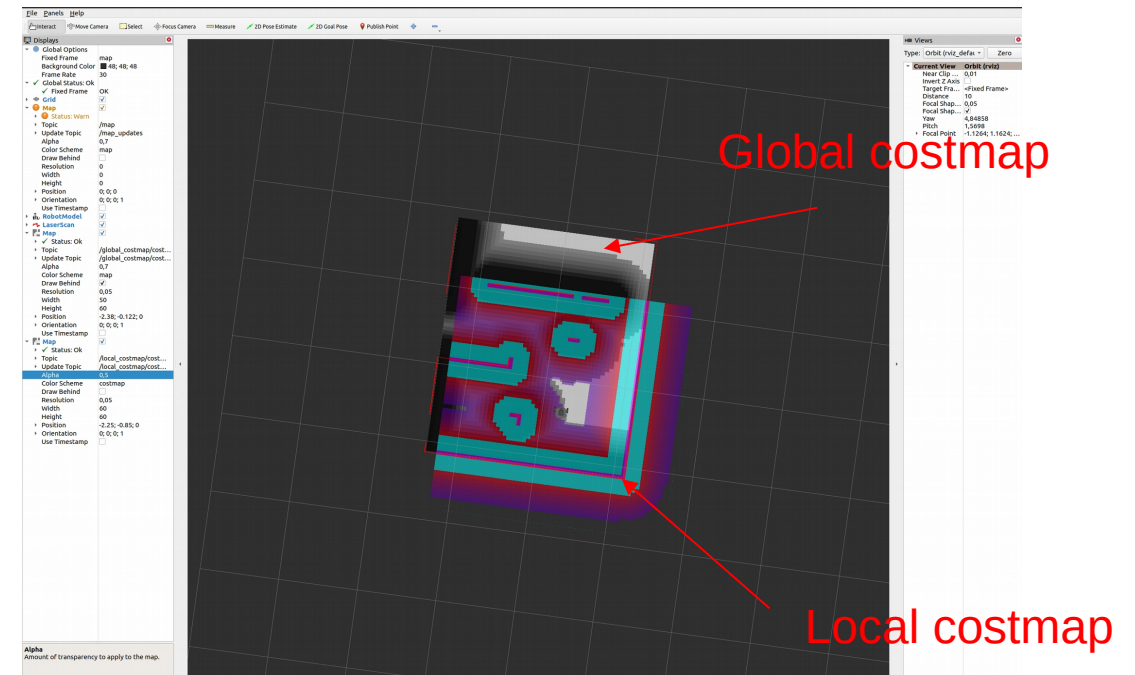 File Panels Help
Interact Move Camera Select Focus Camera Measure 2D Pose Estimate 2D Goal Pose Publish Point
Displays
Global Options
Fixed Frame map
Background Color 48; 48; 48
Frame Rate 30
Global Status: Ok
Fixed Frame OK
Grid
Map
Status: Warn
Topic /map
Update Topic /map_updates
Alpha 0,7
Color Scheme map
Draw Behind
Resolution 0
Width 0
Height 0
Position 0; 0; 0
Orientation 0; 0; 0; 1
Use Timestamp
RobotModel
LaserScan
Map
Status: Ok
Topic /global_costmap/cost...
Update Topic /global_costmap/cost...
Alpha 0,7
Color Scheme map
Draw Behind
Resolution 0,05
Width 50
Height 60
Position -2.38; -0.122; 0
Orientation 0; 0; 0; 1
Use Timestamp
Map
Status: Ok
Topic /local_costmap/cost...
Update Topic /local_costmap/cost...
Alpha 0,5
Color Scheme costmap
Draw Behind
Resolution 0,05
Width 60
Height 60
Position -2.25; -0.85; 0
Orientation 0; 0; 0; 1
Use Timestamp
Alpha
Amount of transparency to apply to the map.
Global costmap
Local costmap
Views
Type: Orbit (rviz_defau Zero
Current View Orbit (rviz)
Near Clip ... 0,01
Invert Z Axis
Target Fra... <Fixed Frame>
Distance 10
Focal Shap... 0,05
Focal Shap...
Yaw 4,84858
Pitch 1,5698
Focal Point -1.1264; 1.1624; ...